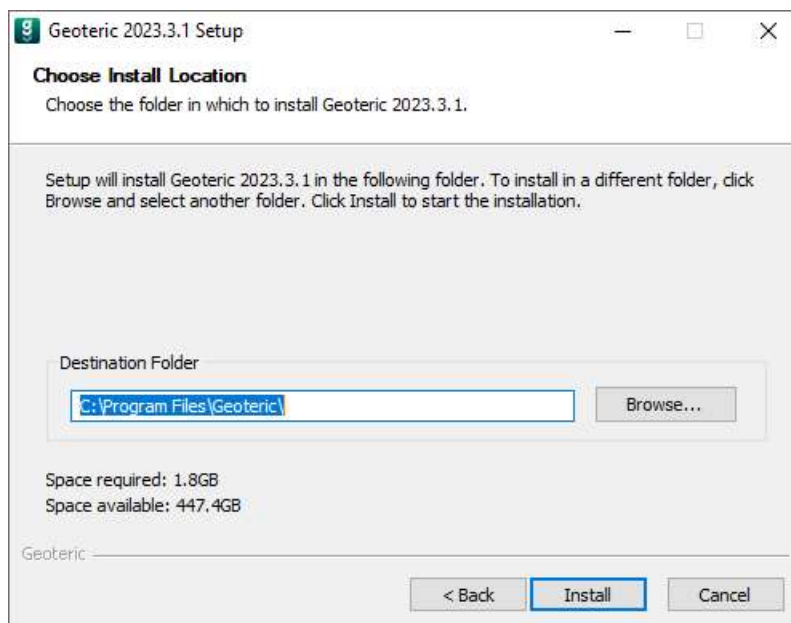 Geoteric 2023.3.1 Setup
Choose Install Location
Choose the folder in which to install Geoteric 2023.3.1.
Setup will install Geoteric 2023.3.1 in the following folder. To install in a different folder, click
Browse and select another folder. Click Install to start the installation.
Destination Folder
C:\Program Files\Geoteric\
Browse...
Space required: 1.8GB
Space available: 447.4GB
Geoteric
< Back
Install
Cancel